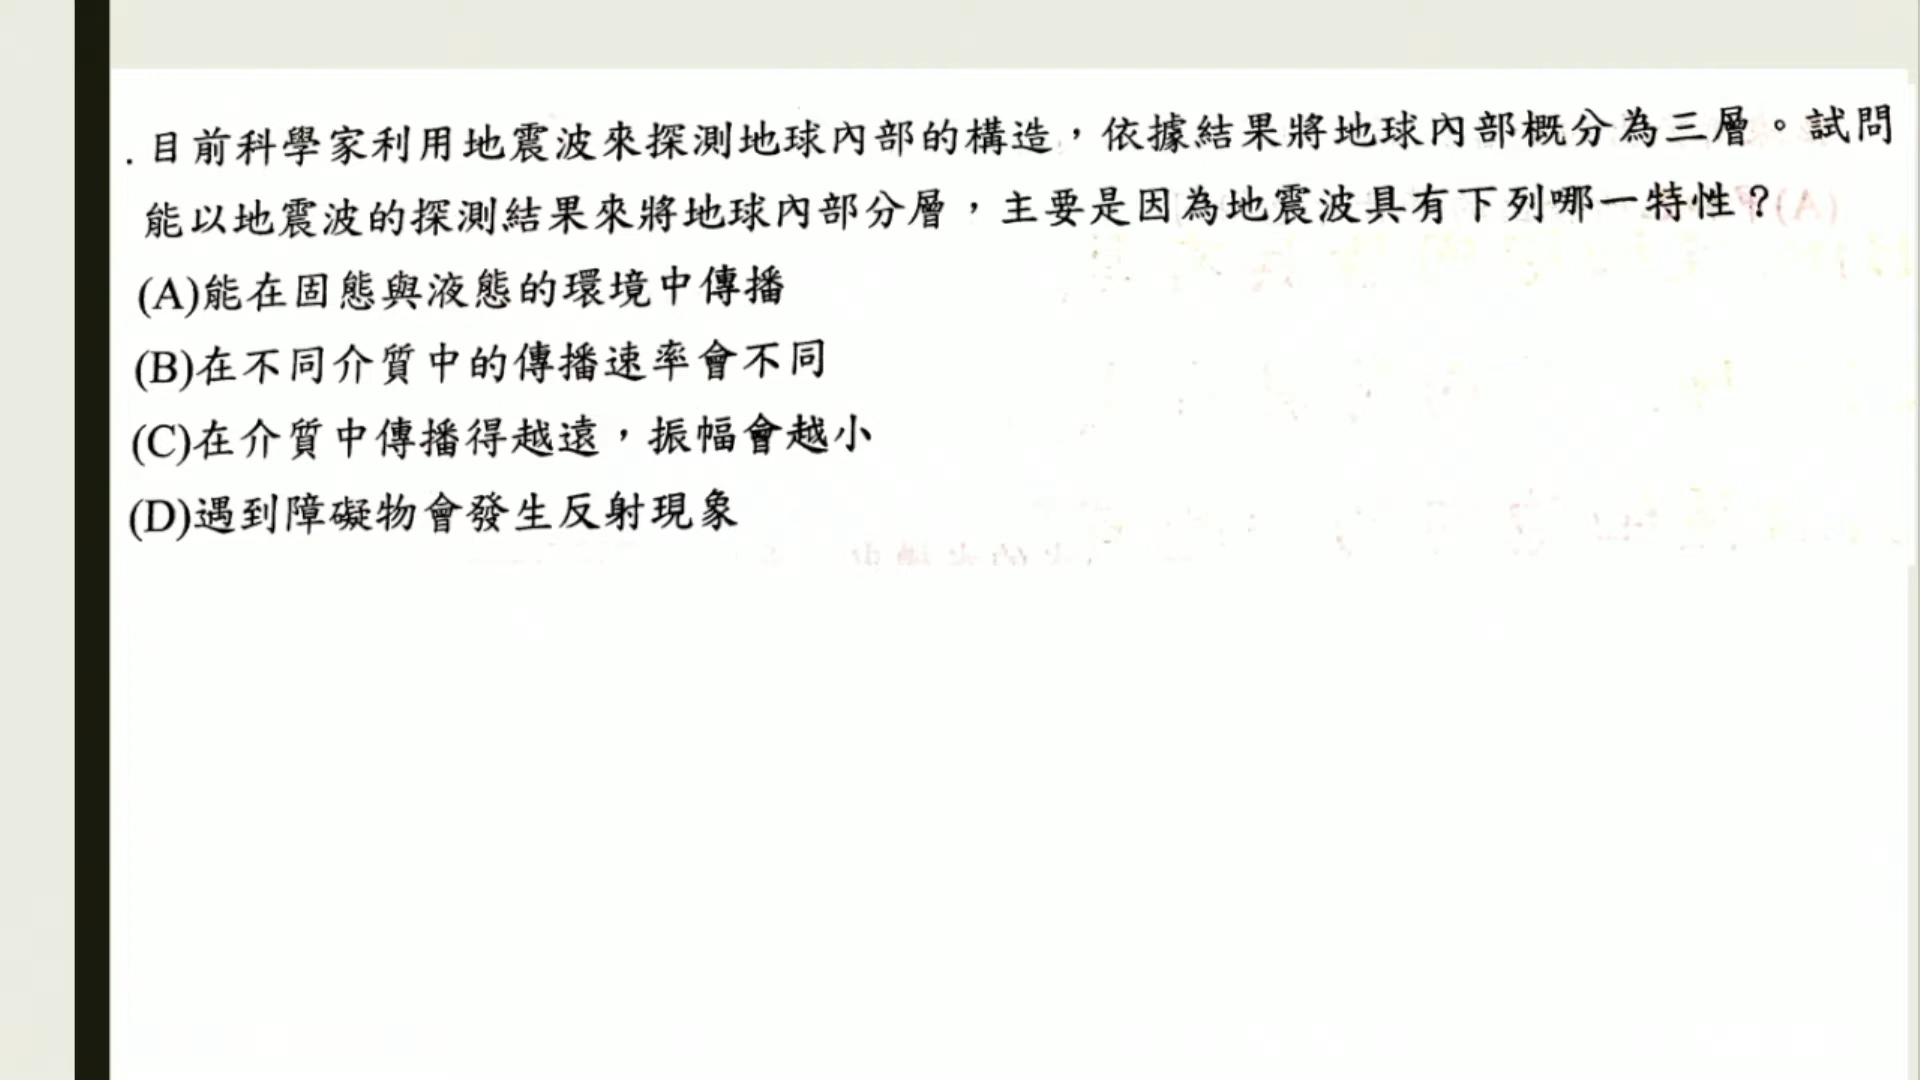 . 目前科學家利用地震波來探測地球內部的構造，依據結果將地球內部概分為三層。試問
能以地震波的探測結果來將地球內部分層，主要是因為地震波具有下列哪一特性？
(A)能在固態與液態的環境中傳播
(B)在不同介質中的傳播速率會不同
(C)在介質中傳播得越遠，振幅會越小
(D)遇到障礙物會發生反射現象